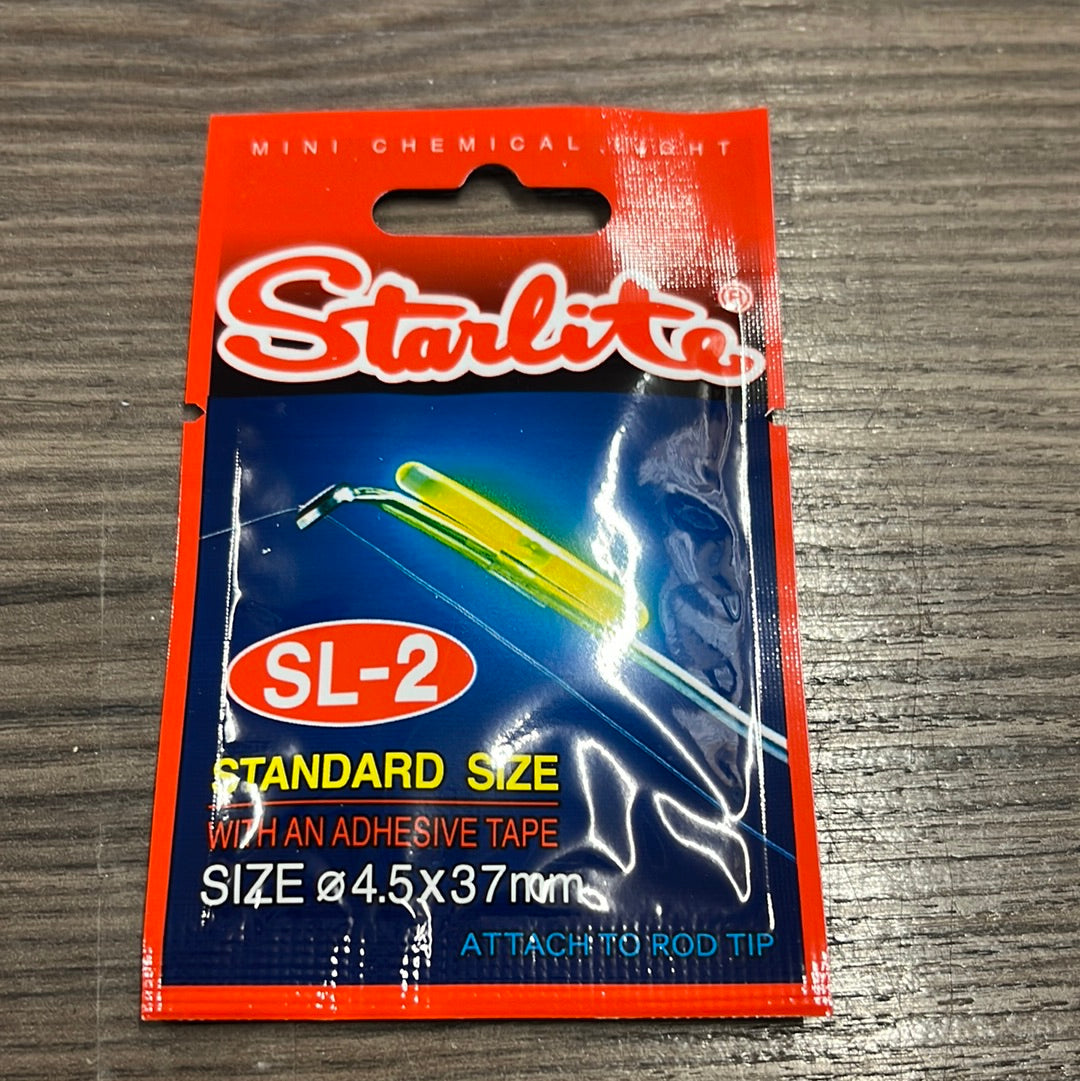 MINI CHEMICAL LIGHT
Starlite®
SL-2
STANDARD SIZE
WITH AN ADHESIVE TAPE
SIZE ø4.5x37mm
ATTACH TO ROD TIP